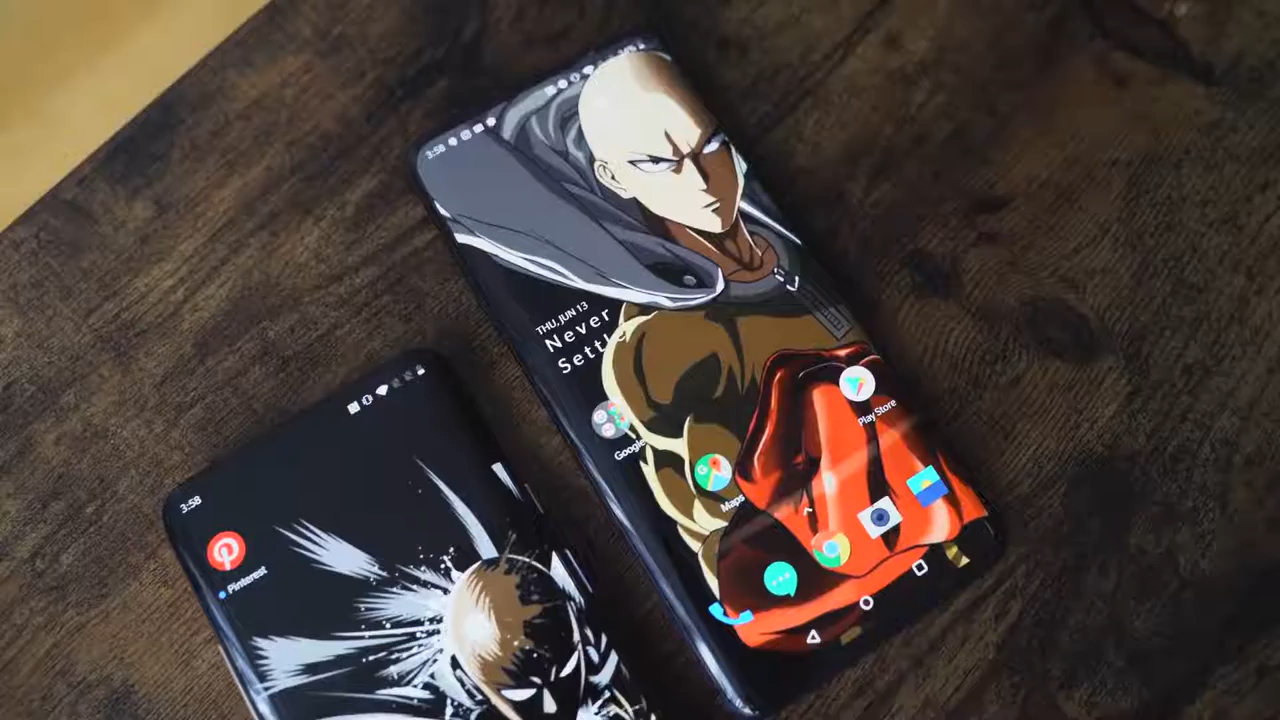 3:58
THU, JUN 13
Never
Settle
Google
Play Store
Maps
3:58
Pinterest